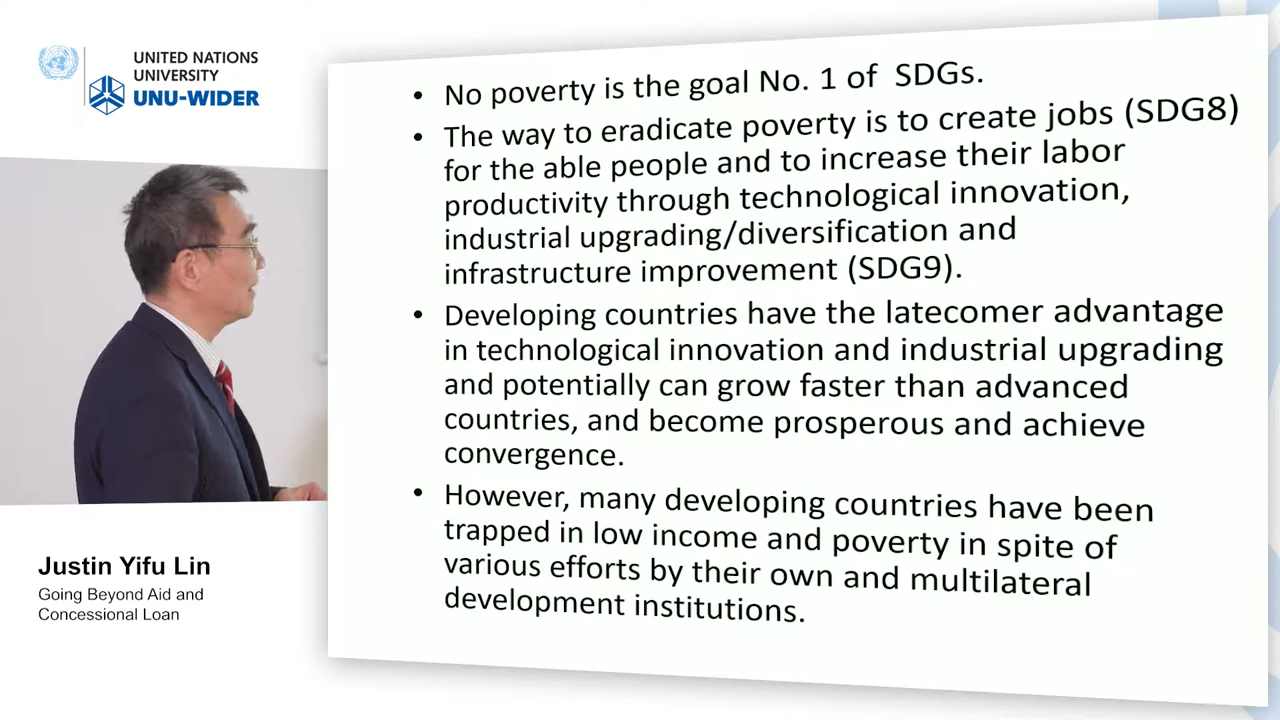 UNITED NATIONS
UNIVERSITY
UNU-WIDER
Justin Yifu Lin
Going Beyond Aid and
Concessional Loan
• No poverty is the goal No. 1 of SDGs.
• The way to eradicate poverty is to create jobs (SDG8)
for the able people and to increase their labor
productivity through technological innovation,
industrial upgrading/diversification and
infrastructure improvement (SDG9).
• Developing countries have the latecomer advantage
in technological innovation and industrial upgrading
and potentially can grow faster than advanced
countries, and become prosperous and achieve
convergence.
• However, many developing countries have been
trapped in low income and poverty in spite of
various efforts by their own and multilateral
development institutions.